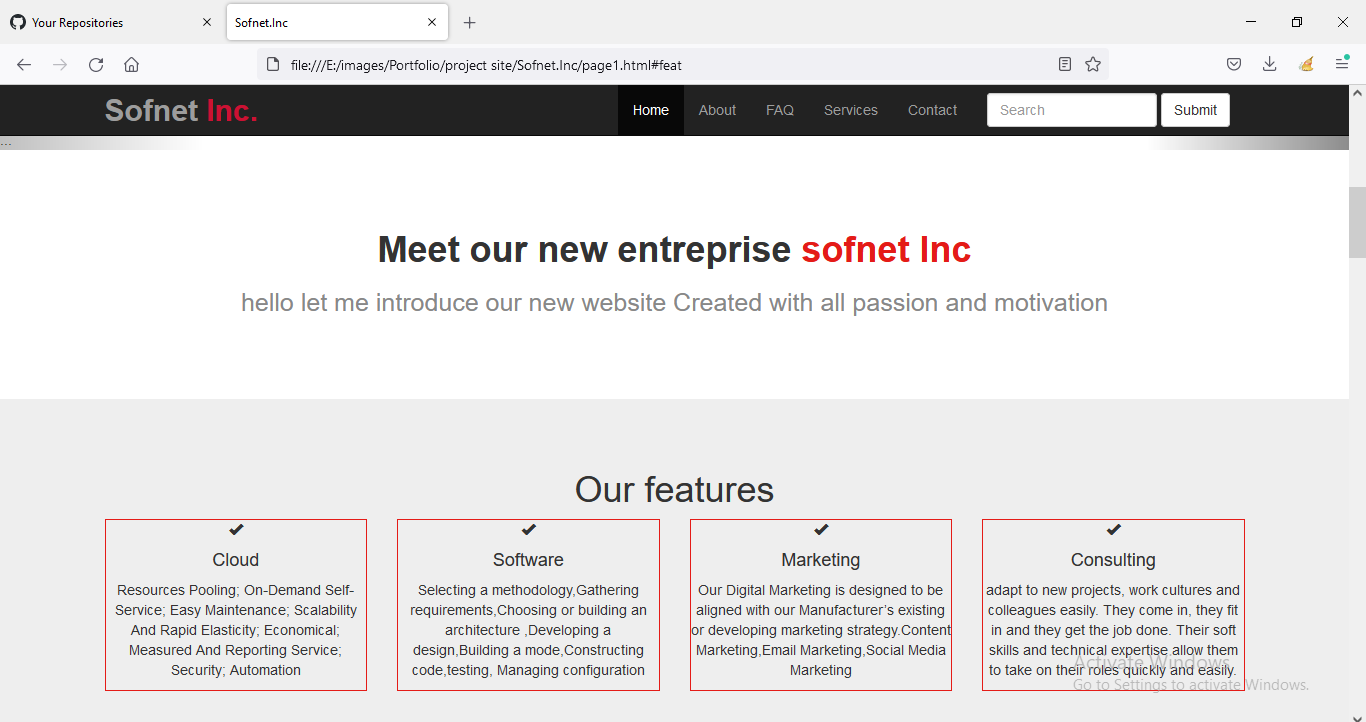 Your Repositories
Sofnet.Inc
file:///E:/images/Portfolio/project site/Sofnet.Inc/page1.html#feat
Sofnet Inc.
Home About FAQ Services Contact Search Submit
...
Meet our new entreprise sofnet Inc
hello let me introduce our new website Created with all passion and motivation
Our features
Cloud
Resources Pooling; On-Demand Self-
Service; Easy Maintenance; Scalability
And Rapid Elasticity; Economical;
Measured And Reporting Service;
Security; Automation
Software
Selecting a methodology,Gathering
requirements,Choosing or building an
architecture ,Developing a
design,Building a mode,Constructing
code,testing, Managing configuration
Marketing
Our Digital Marketing is designed to be
aligned with our Manufacturer's existing
or developing marketing strategy.Content
Marketing,Email Marketing,Social Media
Marketing
Consulting
adapt to new projects, work cultures and
colleagues easily. They come in, they fit
in and they get the job done. Their soft
skills and technical expertise allow them
to take on their roles quickly and easily.
Activate Windows
Go to Settings to activate Windows.